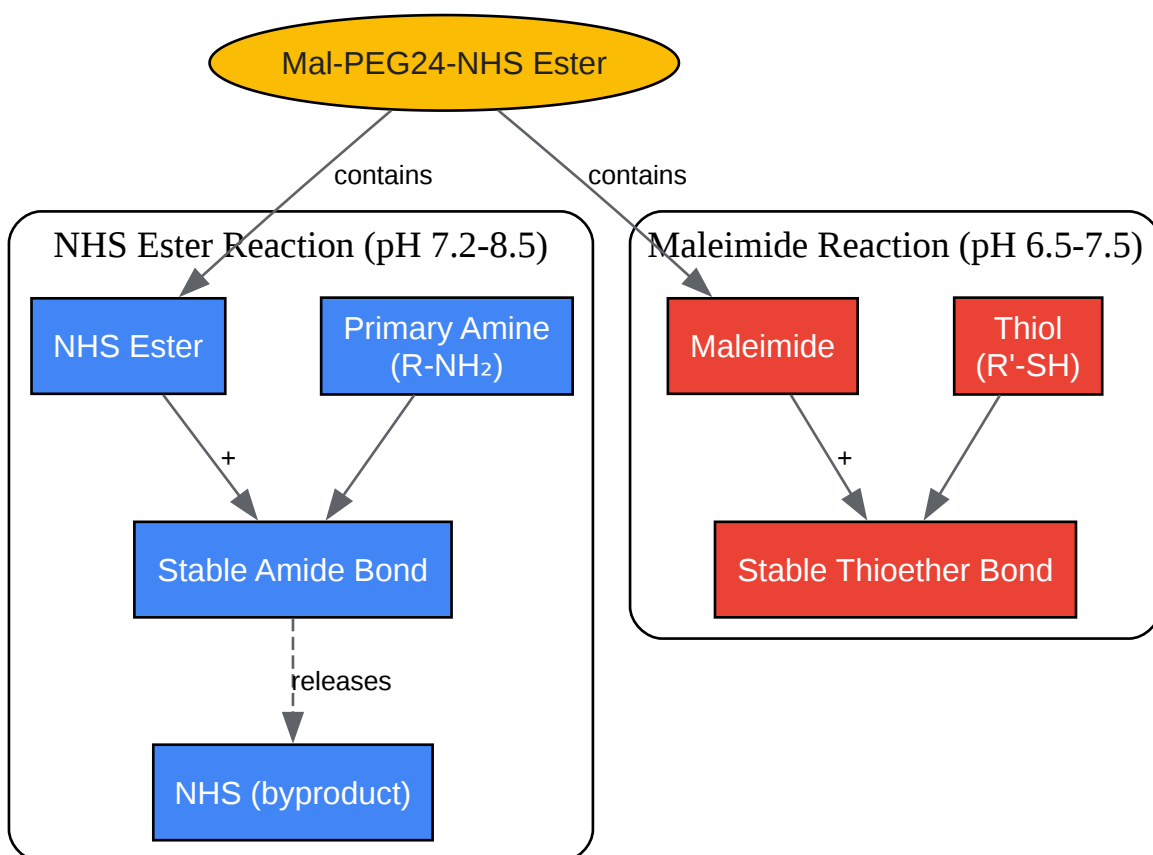 Mal-PEG24-NHS Ester
contains
contains
NHS Ester Reaction (pH 7.2-8.5)
NHS Ester
Primary Amine
(R-NH₂)
+
Stable Amide Bond
releases
NHS (byproduct)
Maleimide Reaction (pH 6.5-7.5)
Maleimide
Thiol
(R'-SH)
+
Stable Thioether Bond